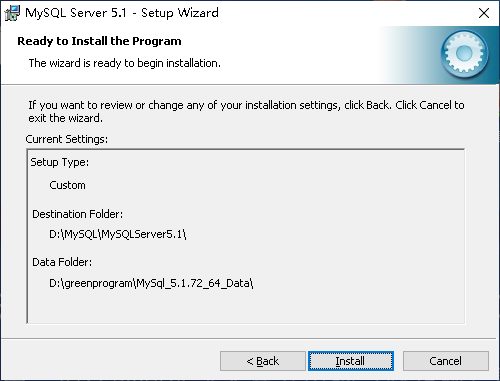 MySQL Server 5.1 - Setup Wizard
Ready to Install the Program
The wizard is ready to begin installation.
If you want to review or change any of your installation settings, click Back. Click Cancel to
exit the wizard.
Current Settings:
Setup Type:
Custom
Destination Folder:
D:\MySQL\MySQLServer5.1\
Data Folder:
D:\greenprogram\MySql_5.1.72_64_Data\
< Back
Install
Cancel